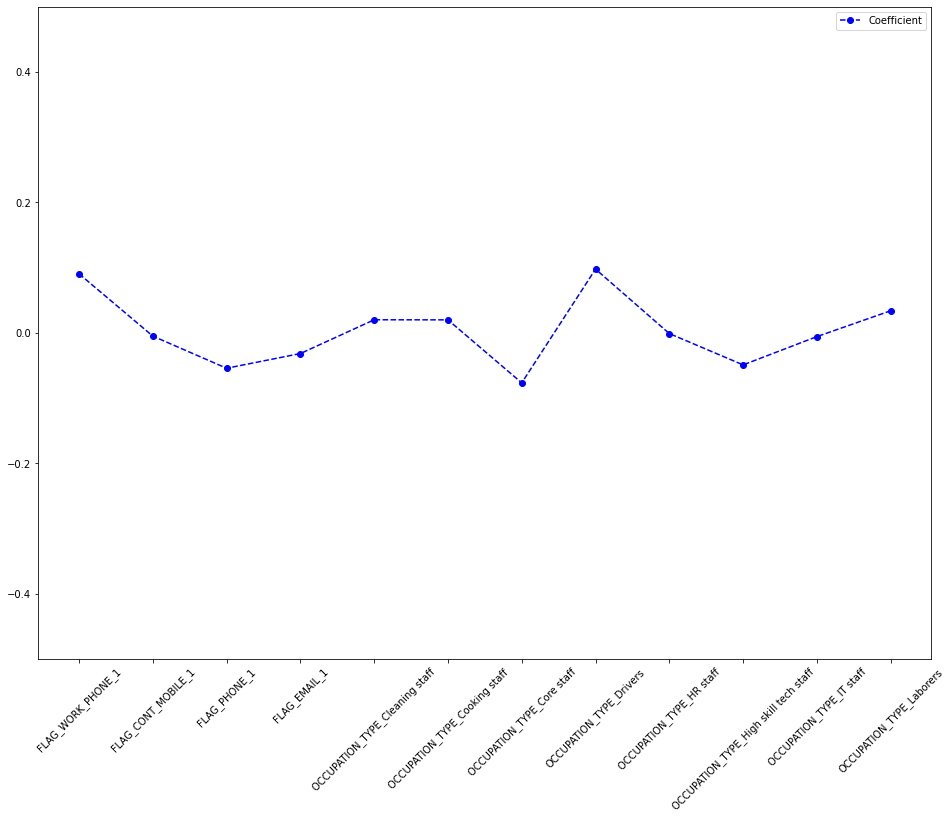 Coefficient
0.4
0.2
0.0
−0.2
−0.4
FLAG_WORK_PHONE_1
FLAG_CONT_MOBILE_1
FLAG_PHONE_1
FLAG_EMAIL_1
OCCUPATION_TYPE_Cleaning staff
OCCUPATION_TYPE_Cooking staff
OCCUPATION_TYPE_Core staff
OCCUPATION_TYPE_Drivers
OCCUPATION_TYPE_HR staff
OCCUPATION_TYPE_High skill tech staff
OCCUPATION_TYPE_IT staff
OCCUPATION_TYPE_Laborers